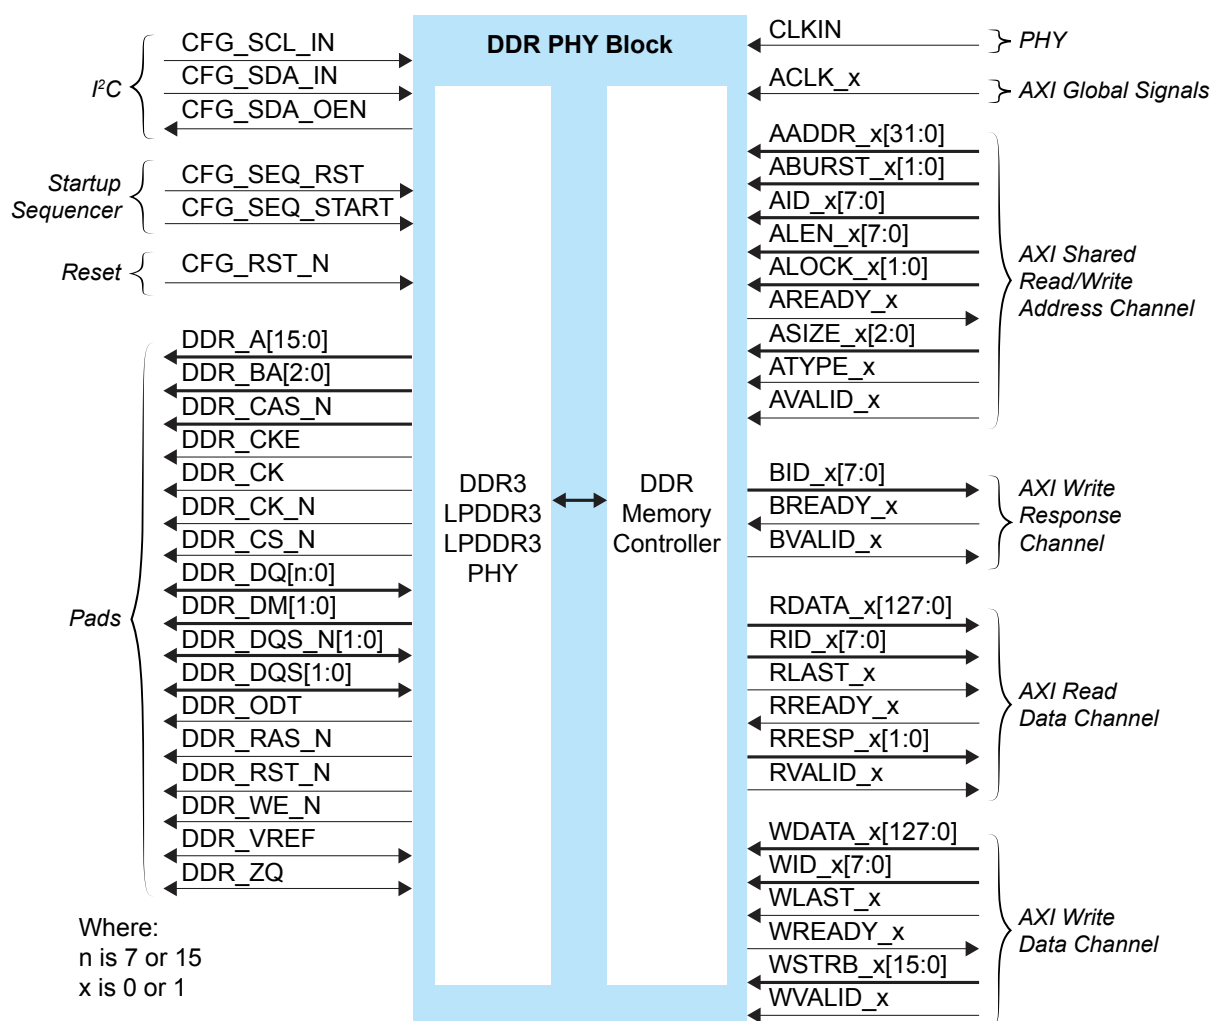 DDR PHY Block
I²C
CFG_SCL_IN
CFG_SDA_IN
CFG_SDA_OEN
Startup
Sequencer
CFG_SEQ_RST
CFG_SEQ_START
Reset
CFG_RST_N
Pads
DDR_A[15:0]
DDR_BA[2:0]
DDR_CAS_N
DDR_CKE
DDR_CK
DDR_CK_N
DDR_CS_N
DDR_DQ[n:0]
DDR_DM[1:0]
DDR_DQS_N[1:0]
DDR_DQS[1:0]
DDR_ODT
DDR_RAS_N
DDR_RST_N
DDR_WE_N
DDR_VREF
DDR_ZQ
Where:
n is 7 or 15
x is 0 or 1
DDR3
LPDDR3
LPDDR3
PHY
DDR
Memory
Controller
CLKIN
PHY
ACLK_x
AXI Global Signals
AADDR_x[31:0]
ABURST_x[1:0]
AID_x[7:0]
ALEN_x[7:0]
ALOCK_x[1:0]
AREADY_x
ASIZE_x[2:0]
ATYPE_x
AVALID_x
AXI Shared
Read/Write
Address Channel
BID_x[7:0]
BREADY_x
BVALID_x
AXI Write
Response
Channel
RDATA_x[127:0]
RID_x[7:0]
RLAST_x
RREADY_x
RRESP_x[1:0]
RVALID_x
AXI Read
Data Channel
WDATA_x[127:0]
WID_x[7:0]
WLAST_x
WREADY_x
WSTRB_x[15:0]
WVALID_x
AXI Write
Data Channel